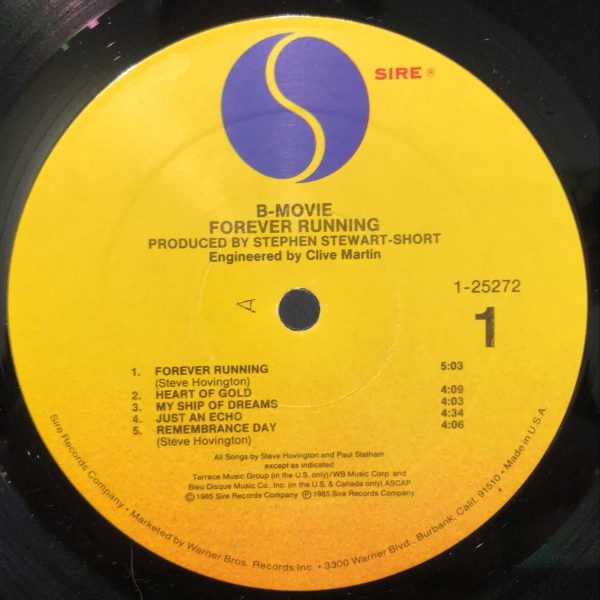 SIRE ®
B-MOVIE
FOREVER RUNNING
PRODUCED BY STEPHEN STEWART-SHORT
Engineered by Clive Martin
A
1-25272
1
1. FOREVER RUNNING 5:03
(Steve Hovington)
2. HEART OF GOLD 4:09
3. MY SHIP OF DREAMS 4:03
4. JUST AN ECHO 4:34
5. REMEMBRANCE DAY 4:06
(Steve Hovington)
All Songs by Steve Hovington and Paul Statham
except as indicated
Terrace Music Group (in the U.S. only)/WB Music Corp. and
Bleu Disque Music Co., Inc. (in the U.S. & Canada only) ASCAP
© 1985 Sire Records Company ℗ 1985 Sire Records Company
Sire Records Company • Marketed by Warner Bros. Records Inc. • 3300 Warner Blvd., Burbank, Calif. 91510 • Made in U.S.A.